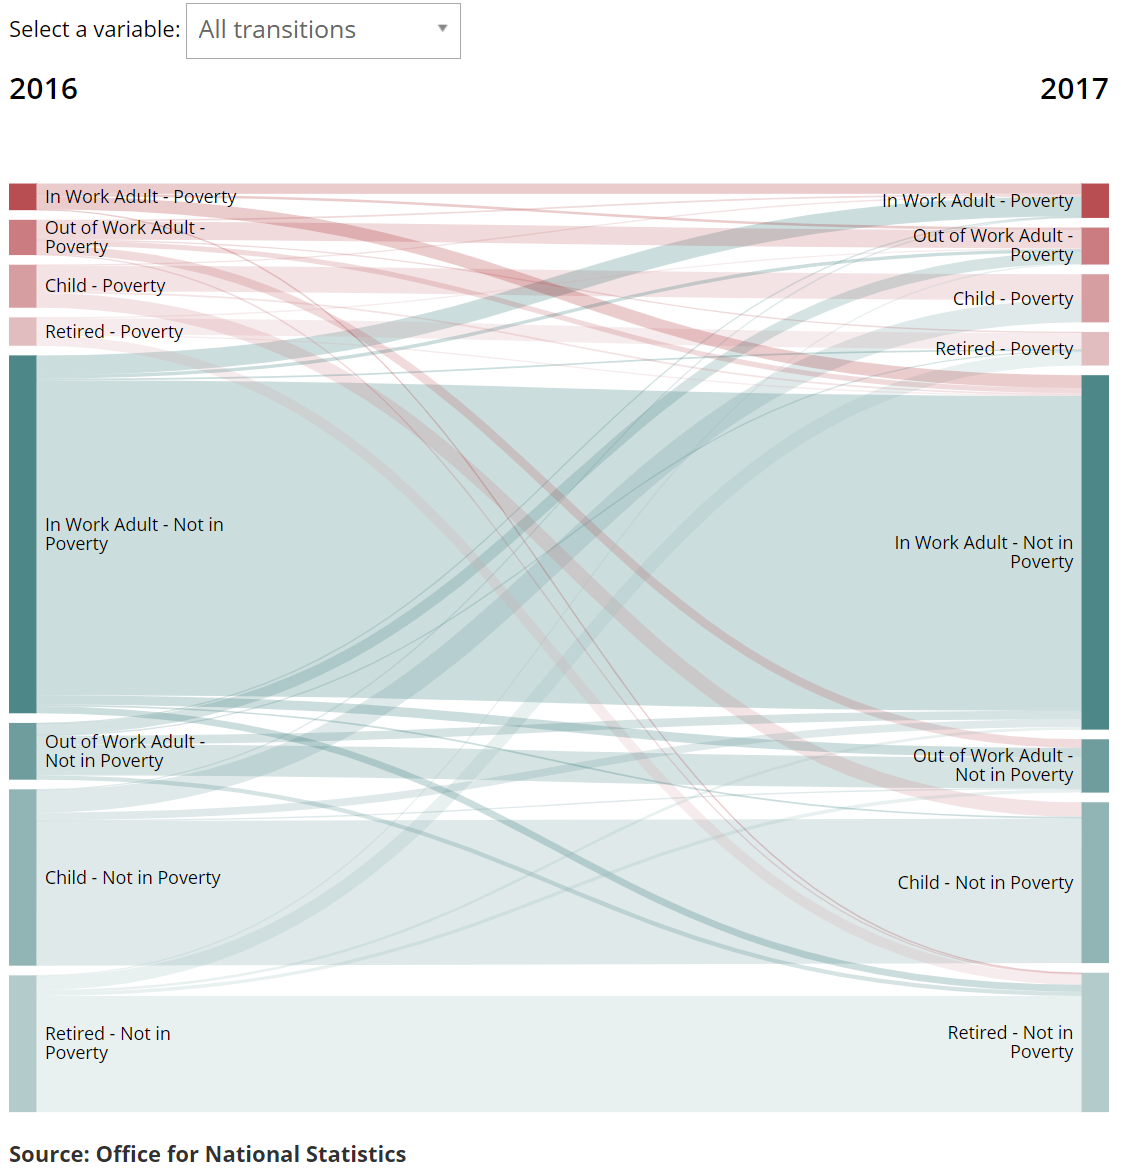 Select a variable: All transitions
2016
2017
In Work Adult - Poverty
Out of Work Adult -
Poverty
Child - Poverty
Retired - Poverty
In Work Adult - Not in
Poverty
Out of Work Adult -
Not in Poverty
Child - Not in Poverty
Retired - Not in
Poverty
In Work Adult - Poverty
Out of Work Adult -
Poverty
Child - Poverty
Retired - Poverty
In Work Adult - Not in
Poverty
Out of Work Adult -
Not in Poverty
Child - Not in Poverty
Retired - Not in
Poverty
Source: Office for National Statistics